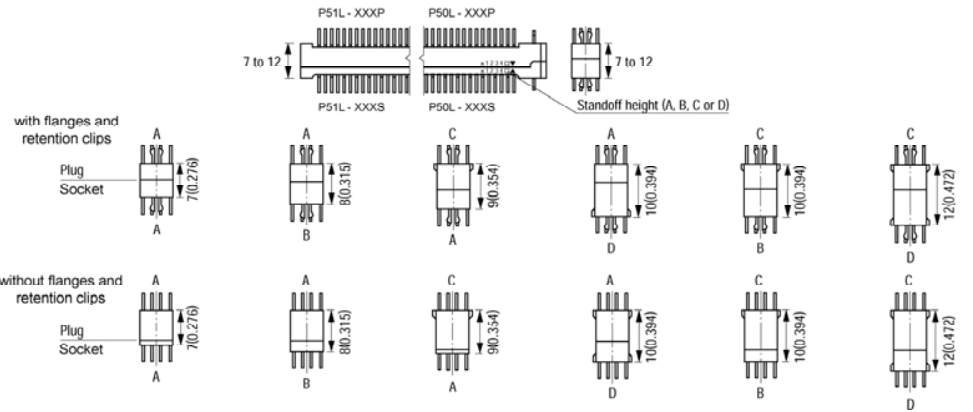 P51L - XXXP P50L - XXXP
7 to 12 7 to 12
P51L - XXXS P50L - XXXS
Standoff height (A, B, C or D)
with flanges and
retention clips
A A C A C C
Plug
Socket
7(0.276) 8(0.315) 9(0.354) 10(0.394) 10(0.394) 12(0.472)
A B A D B D
without flanges and
retention clips
A A C A C C
Plug
Socket
7(0.276) 8(0.315) 9(0.354) 10(0.394) 10(0.394) 12(0.472)
A B A D B D